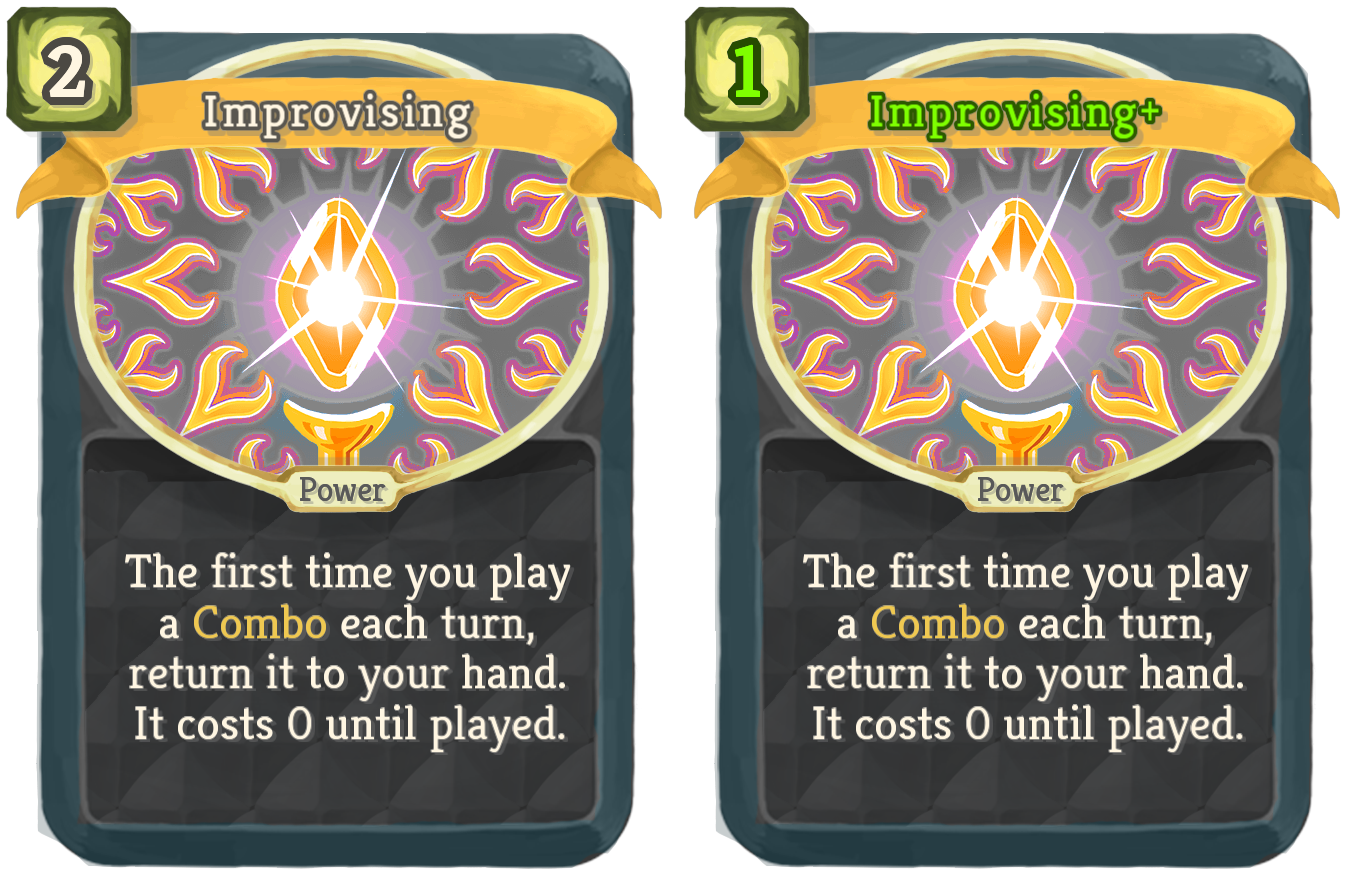 2
Improvising
Power
The first time you play
a Combo each turn,
return it to your hand.
It costs 0 until played.
1
Improvising+
Power
The first time you play
a Combo each turn,
return it to your hand.
It costs 0 until played.